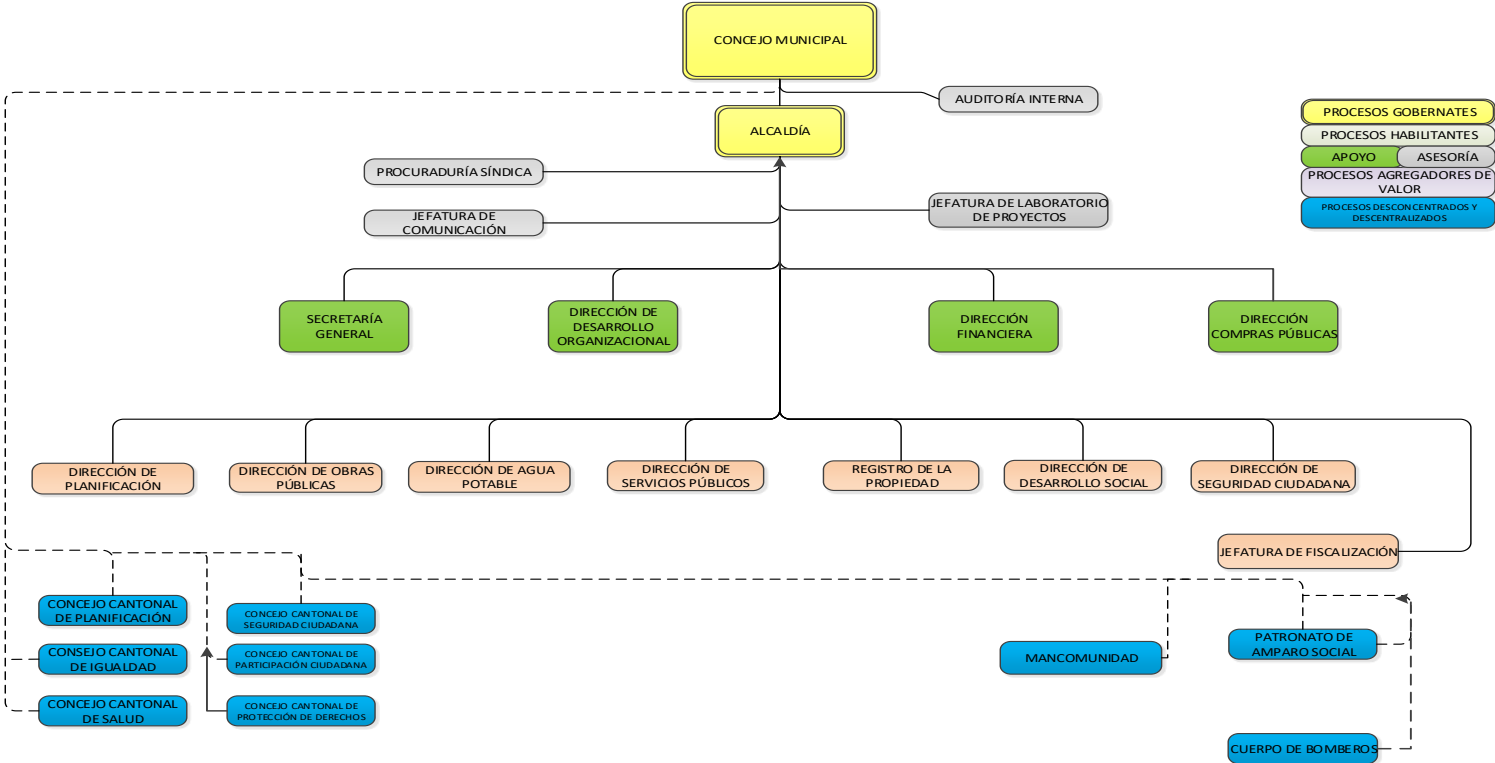 CONCEJO MUNICIPAL
AUDITORÍA INTERNA
ALCALDÍA
PROCESOS GOBERNATES
PROCESOS HABILITANTES
APOYO
ASESORÍA
PROCESOS AGREGADORES DE
VALOR
PROCESOS DESCONCENTRADOS Y
DESCENTRALIZADOS
PROCURADURÍA SÍNDICA
JEFATURA DE
COMUNICACIÓN
JEFATURA DE LABORATORIO
DE PROYECTOS
SECRETARÍA
GENERAL
DIRECCIÓN DE
DESARROLLO
ORGANIZACIONAL
DIRECCIÓN
FINANCIERA
DIRECCIÓN
COMPRAS PÚBLICAS
DIRECCIÓN DE
PLANIFICACIÓN
DIRECCIÓN DE OBRAS
PÚBLICAS
DIRECCIÓN DE AGUA
POTABLE
DIRECCIÓN DE
SERVICIOS PÚBLICOS
REGISTRO DE LA
PROPIEDAD
DIRECCIÓN DE
DESARROLLO SOCIAL
DIRECCIÓN DE
SEGURIDAD CIUDADANA
JEFATURA DE FISCALIZACIÓN
CONCEJO CANTONAL
DE PLANIFICACIÓN
CONCEJO CANTONAL DE
SEGURIDAD CIUDADANA
CONSEJO CANTONAL
DE IGUALDAD
CONCEJO CANTONAL DE
PARTICIPACIÓN CIUDADANA
CONCEJO CANTONAL
DE SALUD
CONCEJO CANTONAL DE
PROTECCIÓN DE DERECHOS
MANCOMUNIDAD
PATRONATO DE
AMPARO SOCIAL
CUERPO DE BOMBEROS